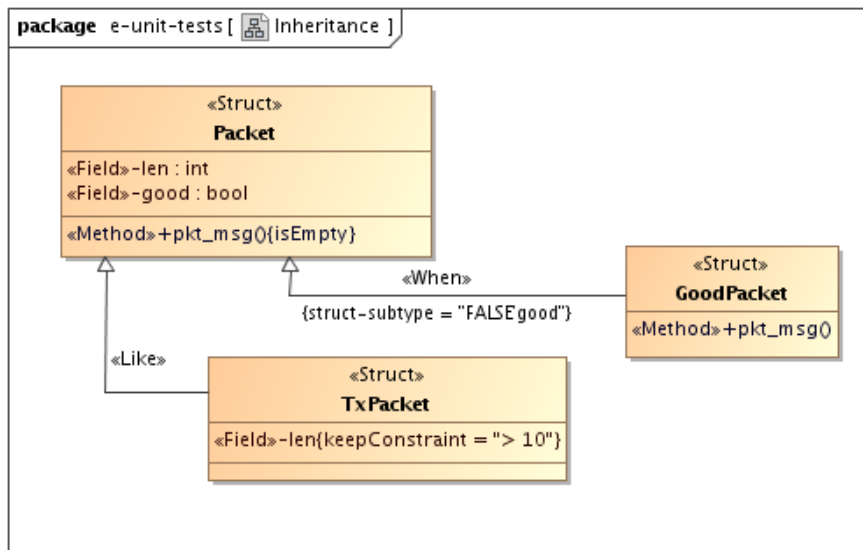 package e-unit-tests [ Inheritance ]
«Struct»
Packet
«Field»-len : int
«Field»-good : bool
«Method»+pkt_msg(){isEmpty}
«When»
{struct-subtype = "FALSE'good"}
«Struct»
GoodPacket
«Method»+pkt_msg()
«Like»
«Struct»
TxPacket
«Field»-len{keepConstraint = "> 10"}